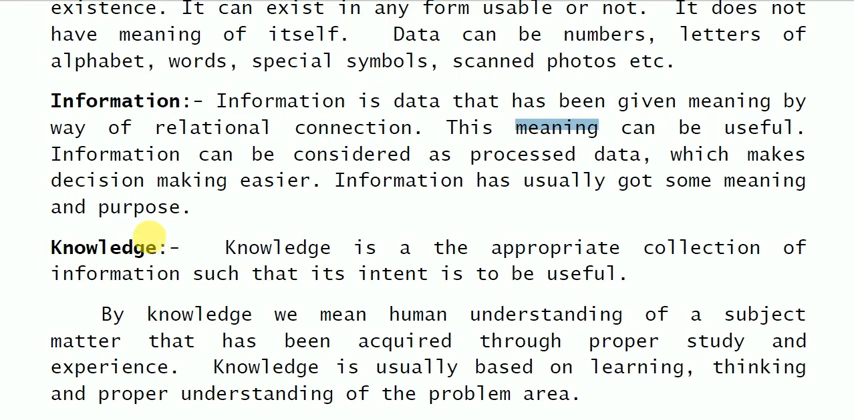 existence. It can exist in any form usable or not. It does not
have meaning of itself. Data can be numbers, letters of
alphabet, words, special symbols, scanned photos etc.
Information:- Information is data that has been given meaning by
way of relational connection. This meaning can be useful.
Information can be considered as processed data, which makes
decision making easier. Information has usually got some meaning
and purpose.
Knowledge:- Knowledge is a the appropriate collection of
information such that its intent is to be useful.
By knowledge we mean human understanding of a subject
matter that has been acquired through proper study and
experience. Knowledge is usually based on learning, thinking
and proper understanding of the problem area.